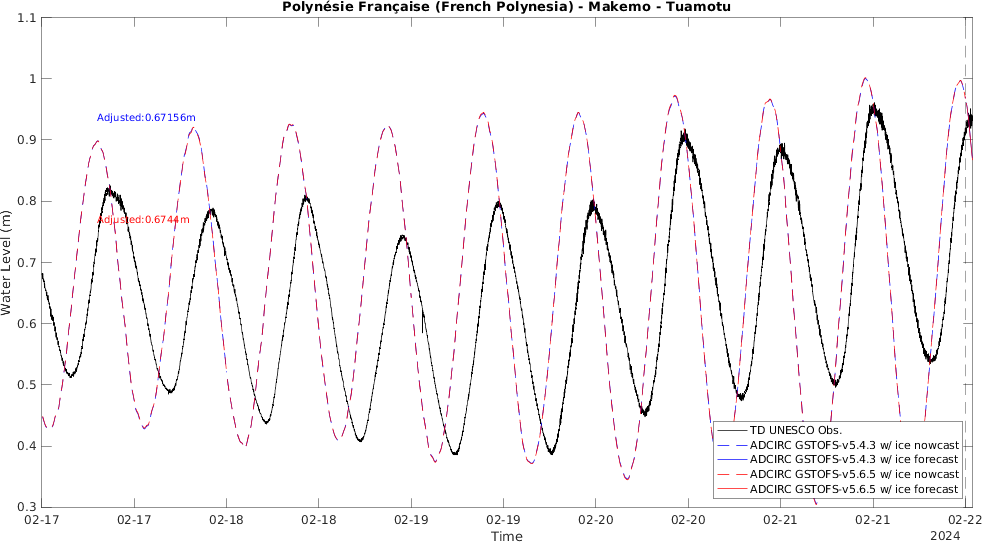 Polynésie Française (French Polynesia) - Makemo - Tuamotu
1.1
1
0.9
0.8
0.7
0.6
0.5
0.4
0.3
Water Level (m)
Adjusted:0.67156m
Adjusted:0.6744m
TD UNESCO Obs.
ADCIRC GSTOFS-v5.4.3 w/ ice nowcast
ADCIRC GSTOFS-v5.4.3 w/ ice forecast
ADCIRC GSTOFS-v5.6.5 w/ ice nowcast
ADCIRC GSTOFS-v5.6.5 w/ ice forecast
02-17 02-17 02-18 02-18 02-19 02-19 02-20 02-20 02-21 02-21 02-22
2024
Time